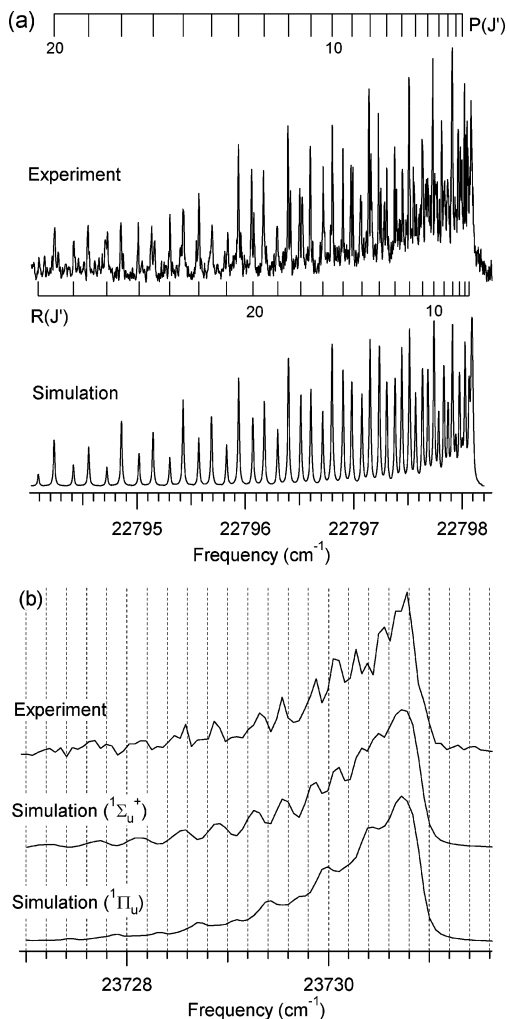 (a)
P(J')
20 10
Experiment
R(J')
20 10
Simulation
22795 22796 22797 22798
Frequency (cm⁻¹)
(b)
Experiment
Simulation (¹Σᵤ⁺)
Simulation (¹Πᵤ)
23728 23730
Frequency (cm⁻¹)